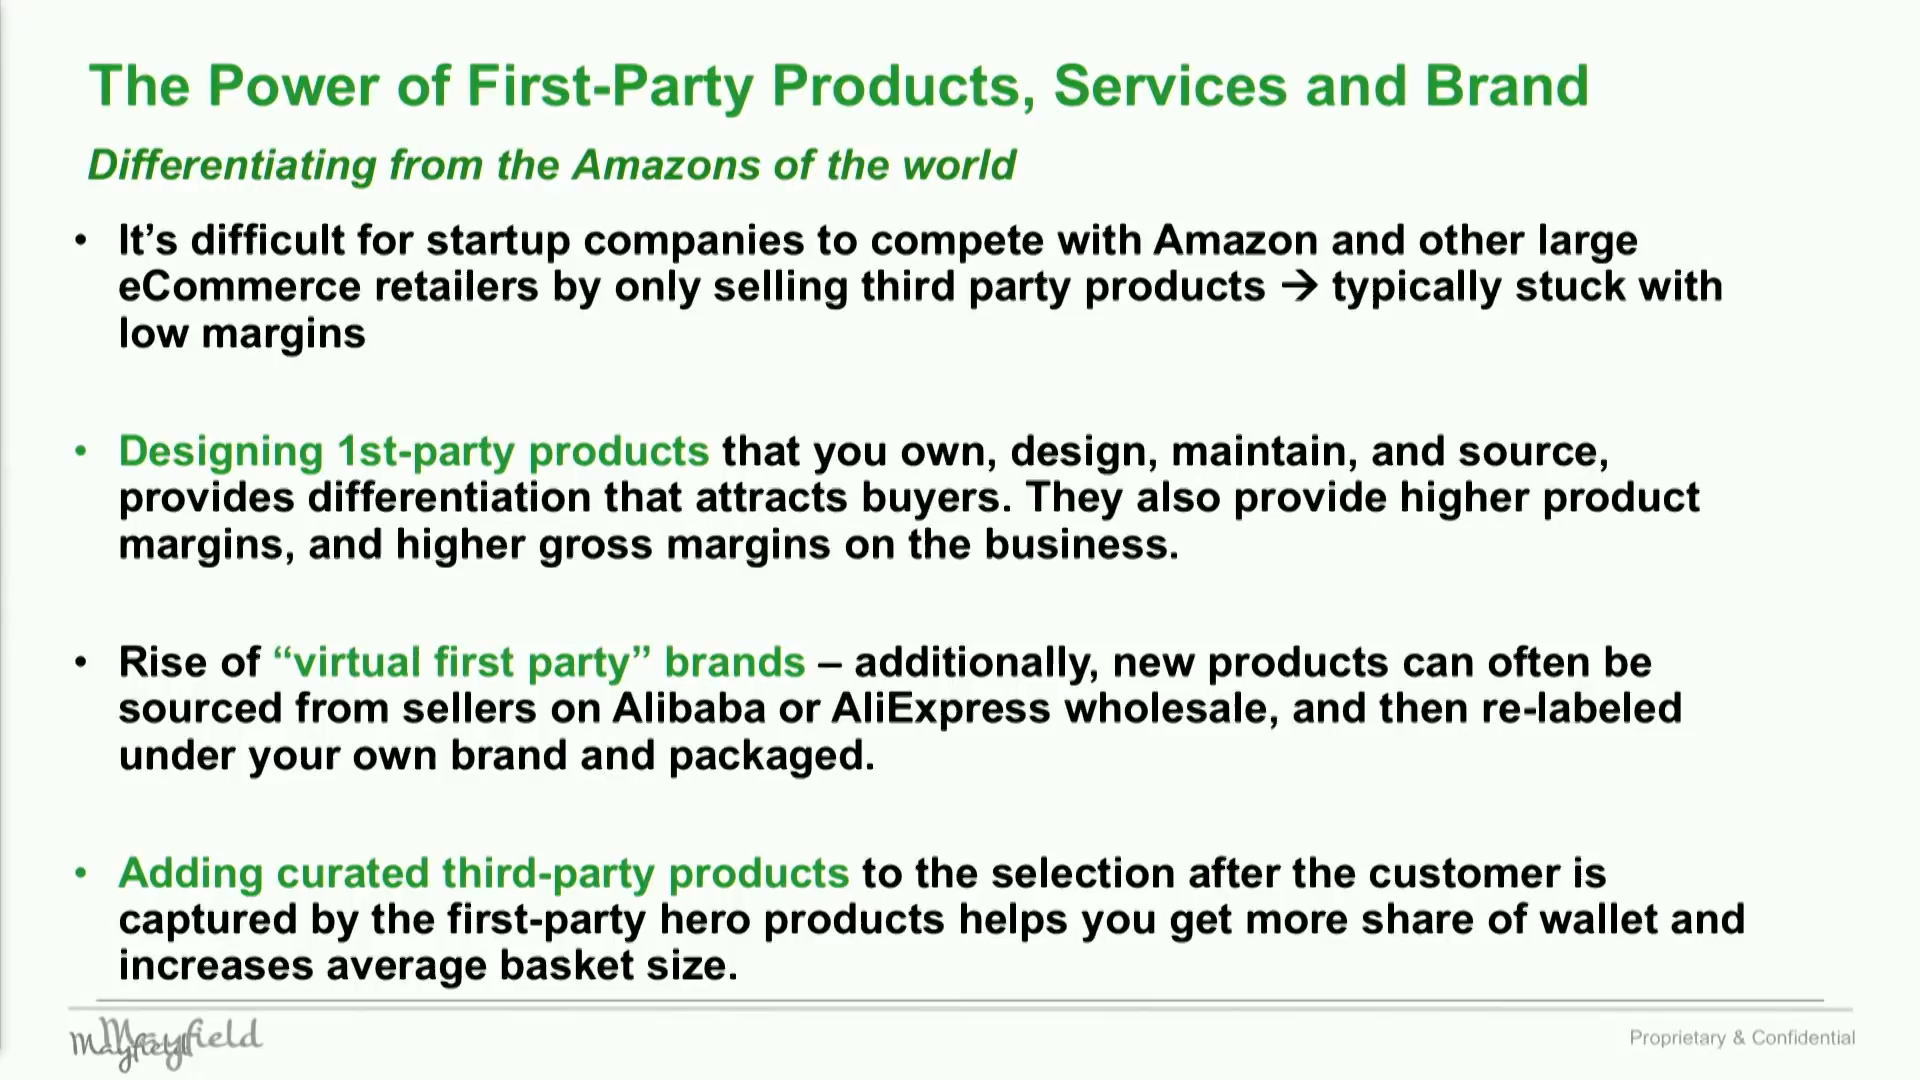 The Power of First-Party Products, Services and Brand
Differentiating from the Amazons of the world
• It’s difficult for startup companies to compete with Amazon and other large
eCommerce retailers by only selling third party products → typically stuck with
low margins
• Designing 1st-party products that you own, design, maintain, and source,
provides differentiation that attracts buyers. They also provide higher product
margins, and higher gross margins on the business.
• Rise of “virtual first party” brands – additionally, new products can often be
sourced from sellers on Alibaba or AliExpress wholesale, and then re-labeled
under your own brand and packaged.
• Adding curated third-party products to the selection after the customer is
captured by the first-party hero products helps you get more share of wallet and
increases average basket size.
Mayfield
Proprietary & Confidential